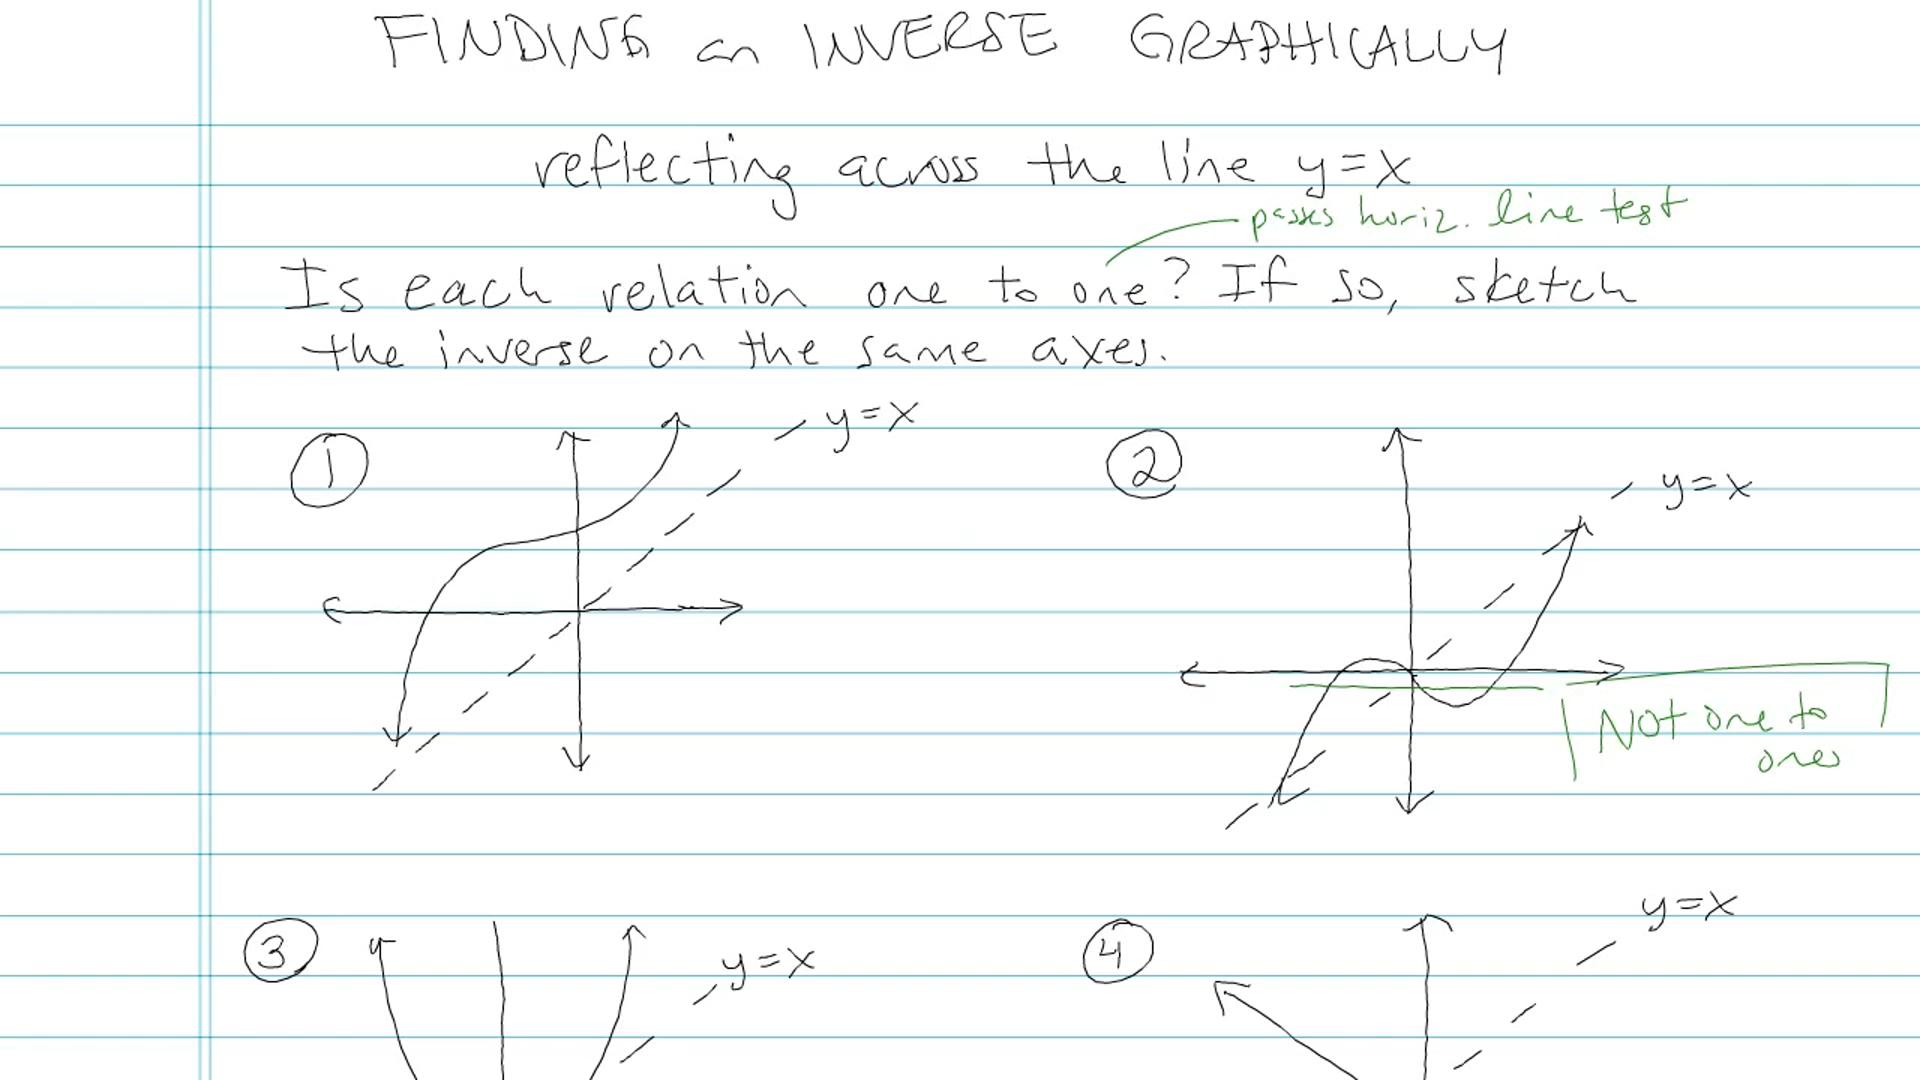 FINDING an INVERSE GRAPHICALLY
reflecting across the line y=x
passes horiz. line test
Is each relation one to one? If so, sketch
the inverse on the same axes.
1
y=x
2
y=x
NOT one to
ones
3
y=x
4
y=x